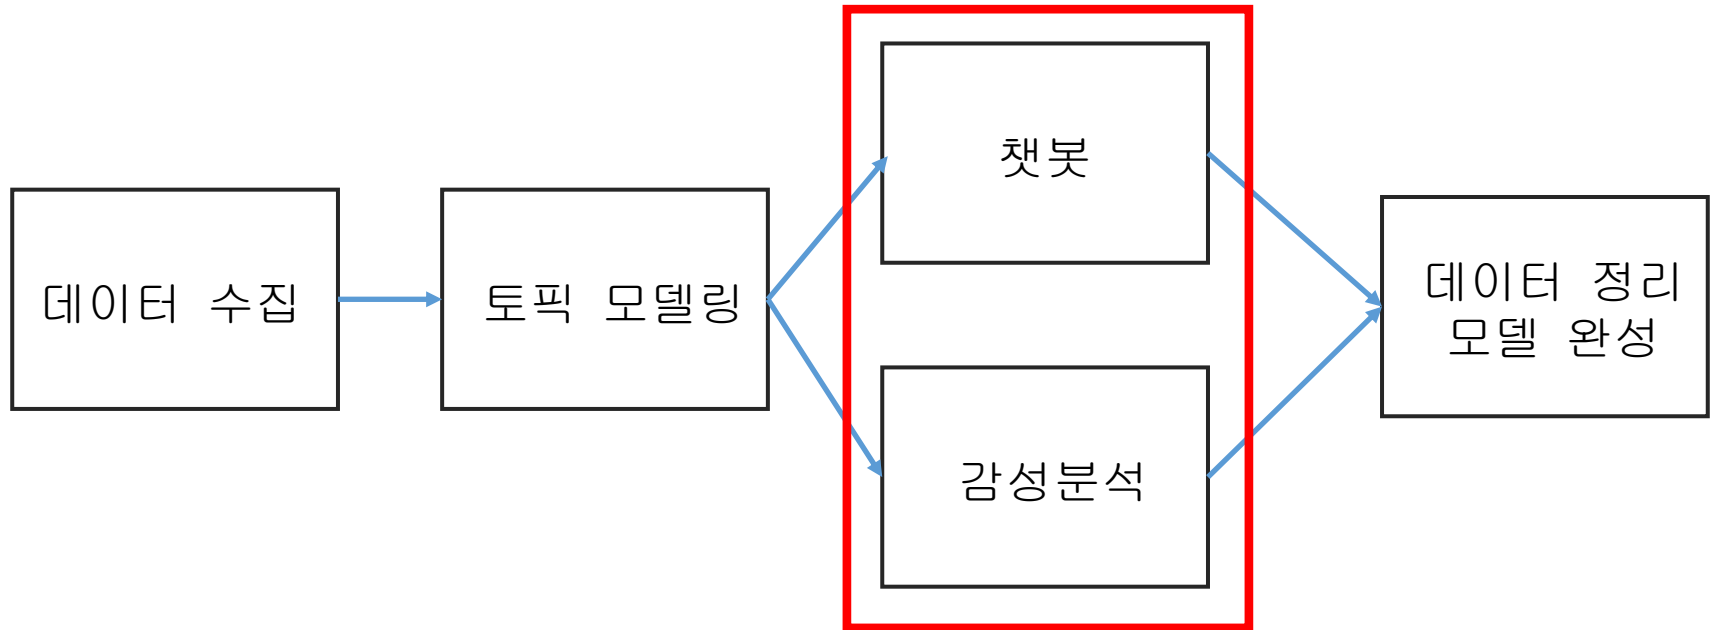 데이터 수집
토픽 모델링
챗봇
감성분석
데이터 정리
모델 완성